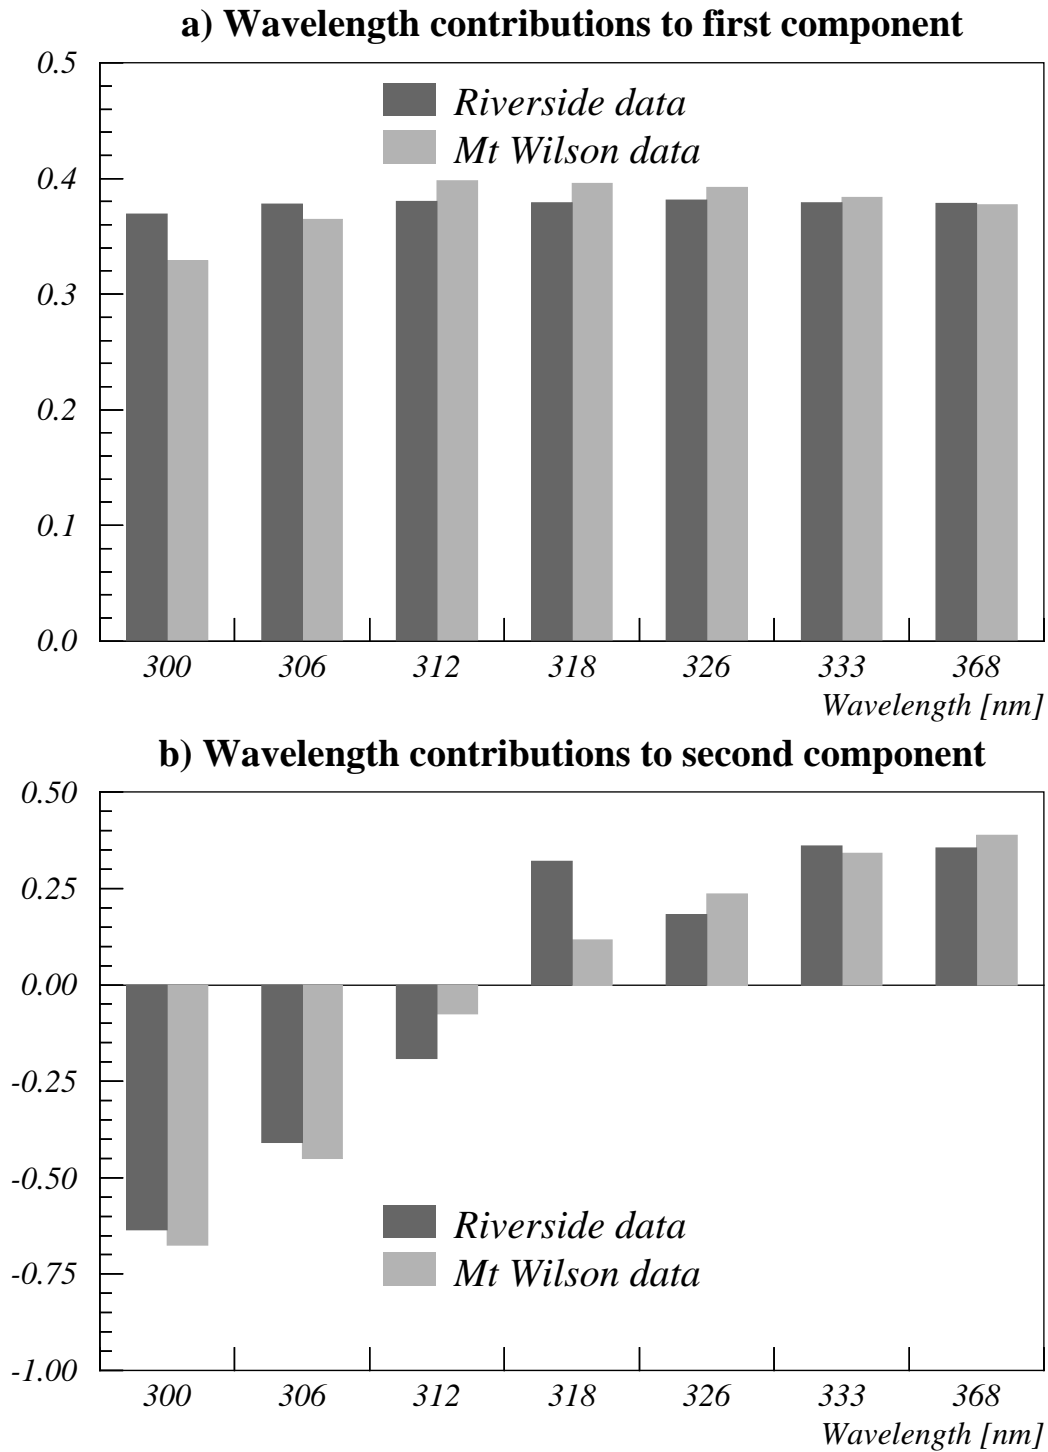 a) Wavelength contributions to first component
0.5
Riverside data
Mt Wilson data
0.4
0.3
0.2
0.1
0.0
300 306 312 318 326 333 368
Wavelength [nm]
b) Wavelength contributions to second component
0.50
0.25
0.00
-0.25
-0.50
Riverside data
Mt Wilson data
-0.75
-1.00
300 306 312 318 326 333 368
Wavelength [nm]